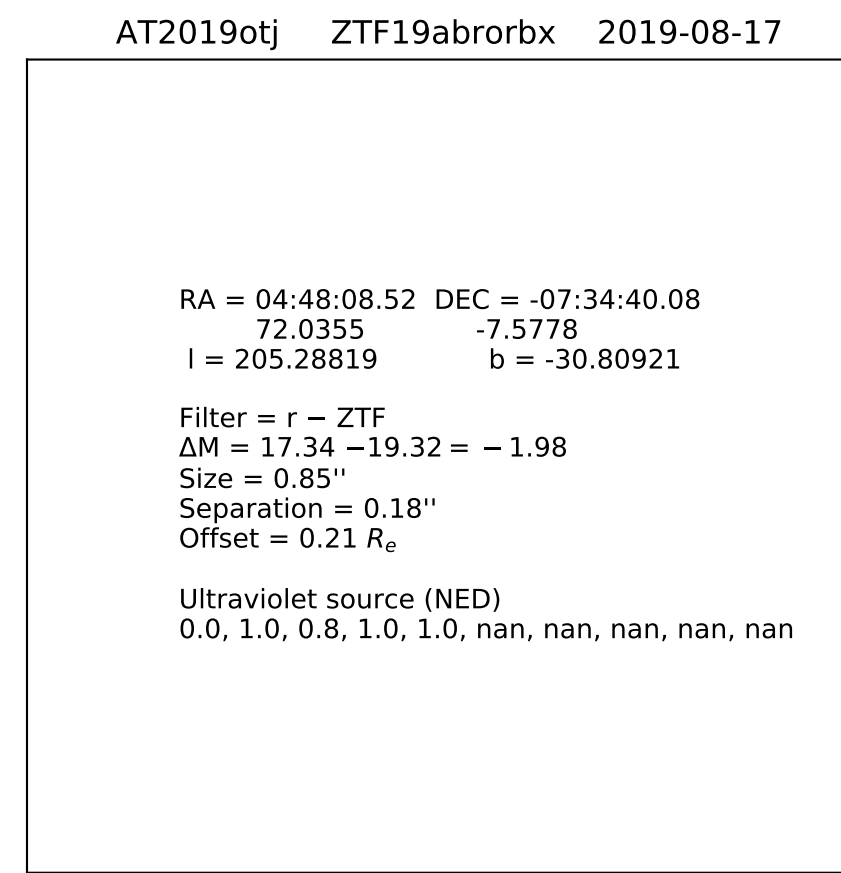 AT2019otj ZTF19abrorbx 2019-08-17
RA = 04:48:08.52 DEC = -07:34:40.08
72.0355 -7.5778
l = 205.28819 b = -30.80921
Filter = r − ZTF
ΔM = 17.34 −19.32 = − 1.98
Size = 0.85''
Separation = 0.18''
Offset = 0.21 Re
Ultraviolet source (NED)
0.0, 1.0, 0.8, 1.0, 1.0, nan, nan, nan, nan, nan